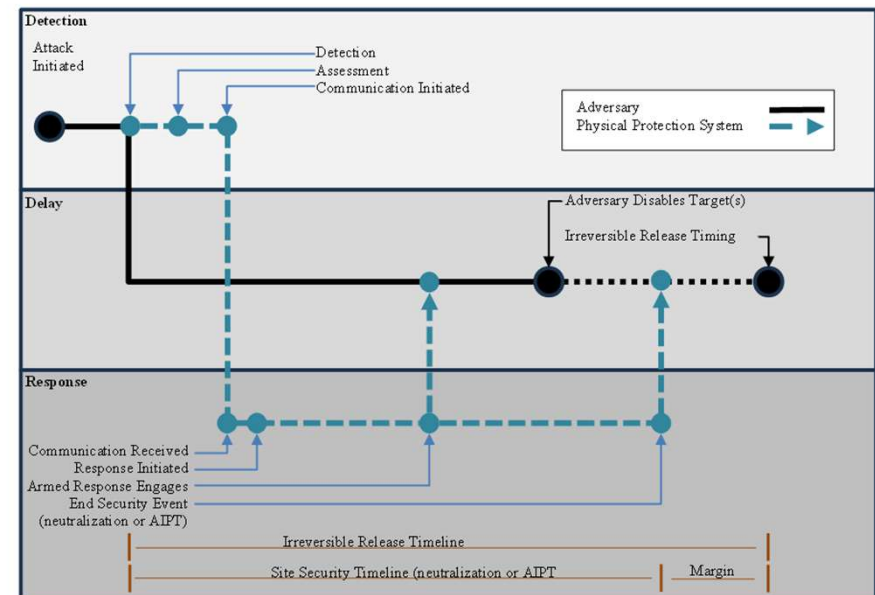 Detection
Attack
Initiated
Detection
Assessment
Communication Initiated
Adversary
Physical Protection System
Delay
Adversary Disables Target(s)
Irreversible Release Timing
Response
Communication Received
Response Initiated
Armed Response Engages
End Security Event
(neutralization or AIPT)
Irreversible Release Timeline
Site Security Timeline (neutralization or AIPT
Margin